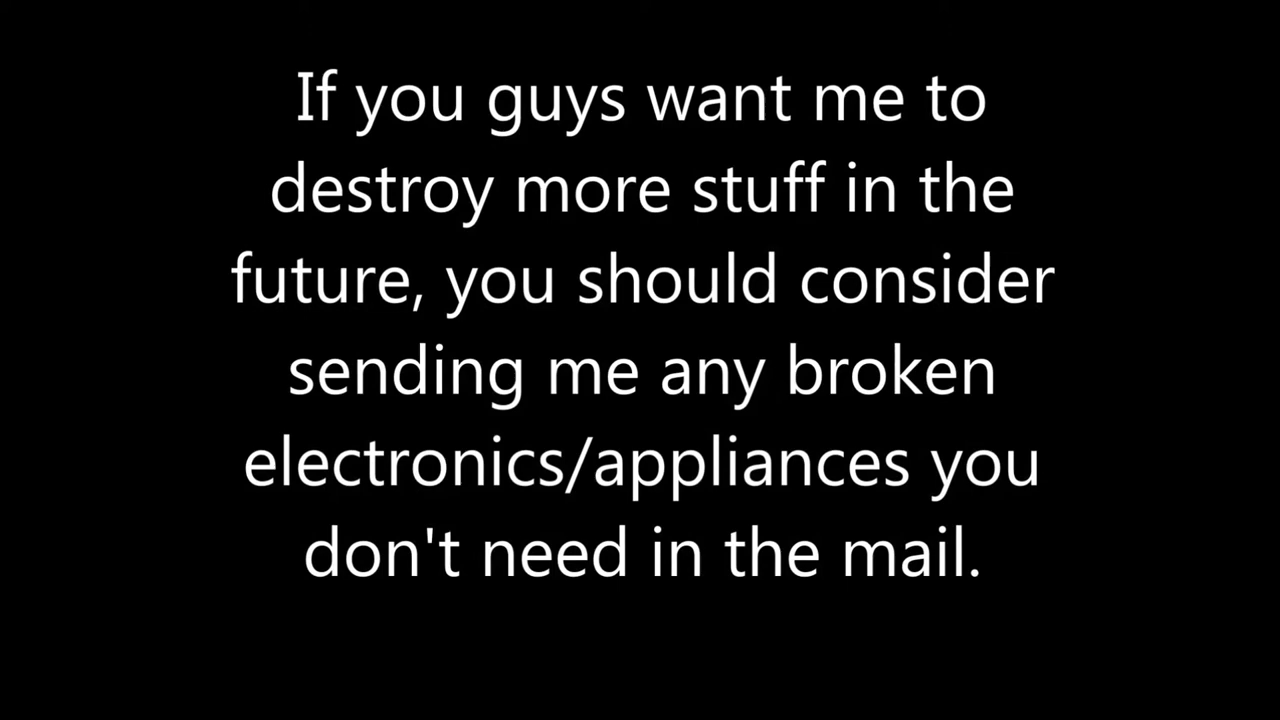 If you guys want me to
destroy more stuff in the
future, you should consider
sending me any broken
electronics/appliances you
don't need in the mail.